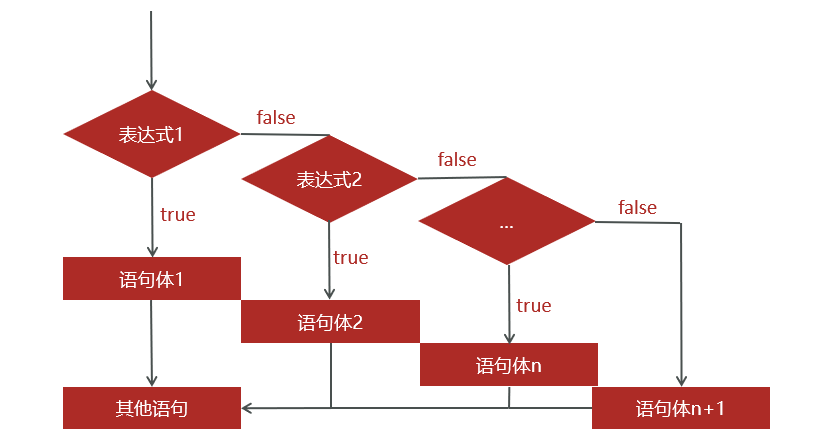 false
表达式1
false
表达式2
false
true
...
true
语句体1
true
语句体2
语句体n
其他语句
语句体n+1